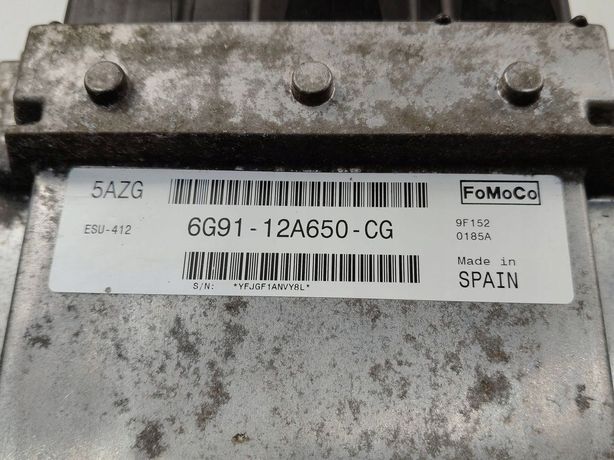 5AZG
FoMoCo
ESU-412
6G91-12A650-CG
9F152
0185A
Made in
SPAIN
S/N: *YFJGF1ANVY8L*